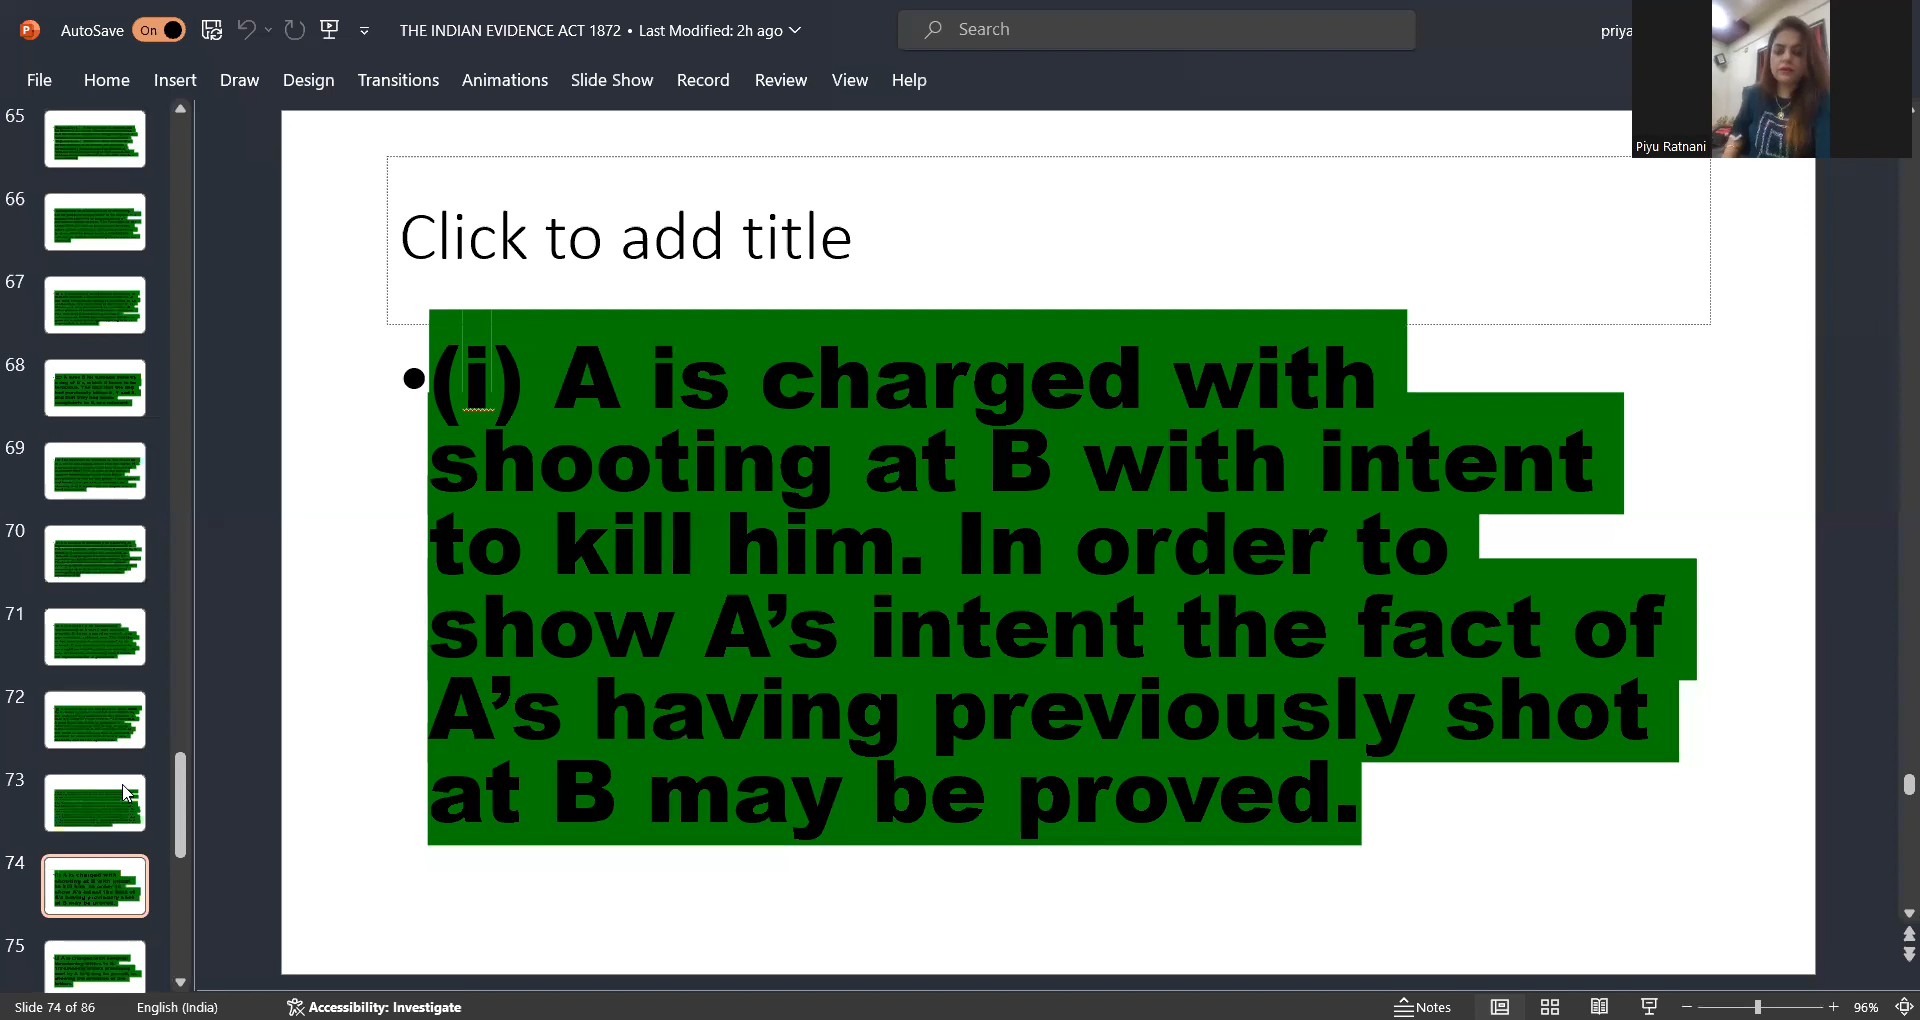 AutoSave On THE INDIAN EVIDENCE ACT 1872 • Last Modified: 2h ago Search priya
File Home Insert Draw Design Transitions Animations Slide Show Record Review View Help
Piyu Ratnani
65
66
67
68
69
70
71
72
73
74
75
Click to add title
•(i) A is charged with
shooting at B with intent
to kill him. In order to
show A’s intent the fact of
A’s having previously shot
at B may be proved.
Slide 74 of 86 English (India) Accessibility: Investigate Notes 96%